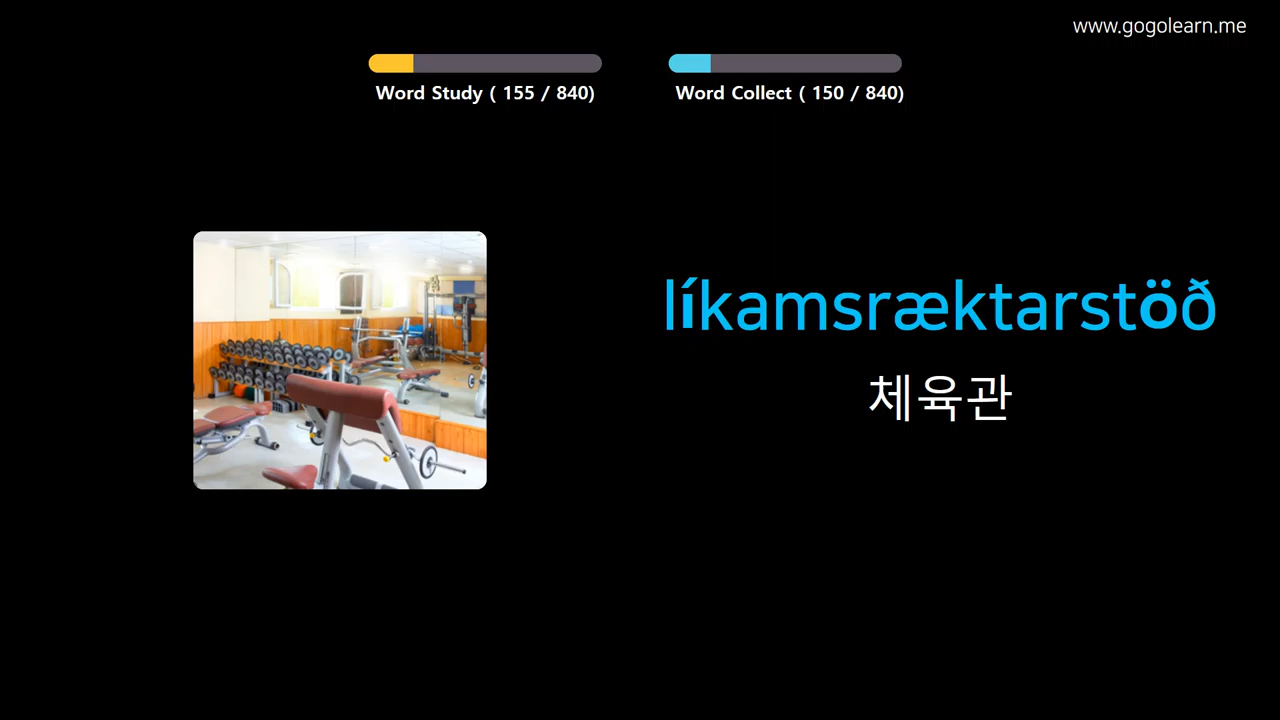 www.gogolearn.me
Word Study ( 155 / 840)
Word Collect ( 150 / 840)
líkamsræktarstöð
체육관